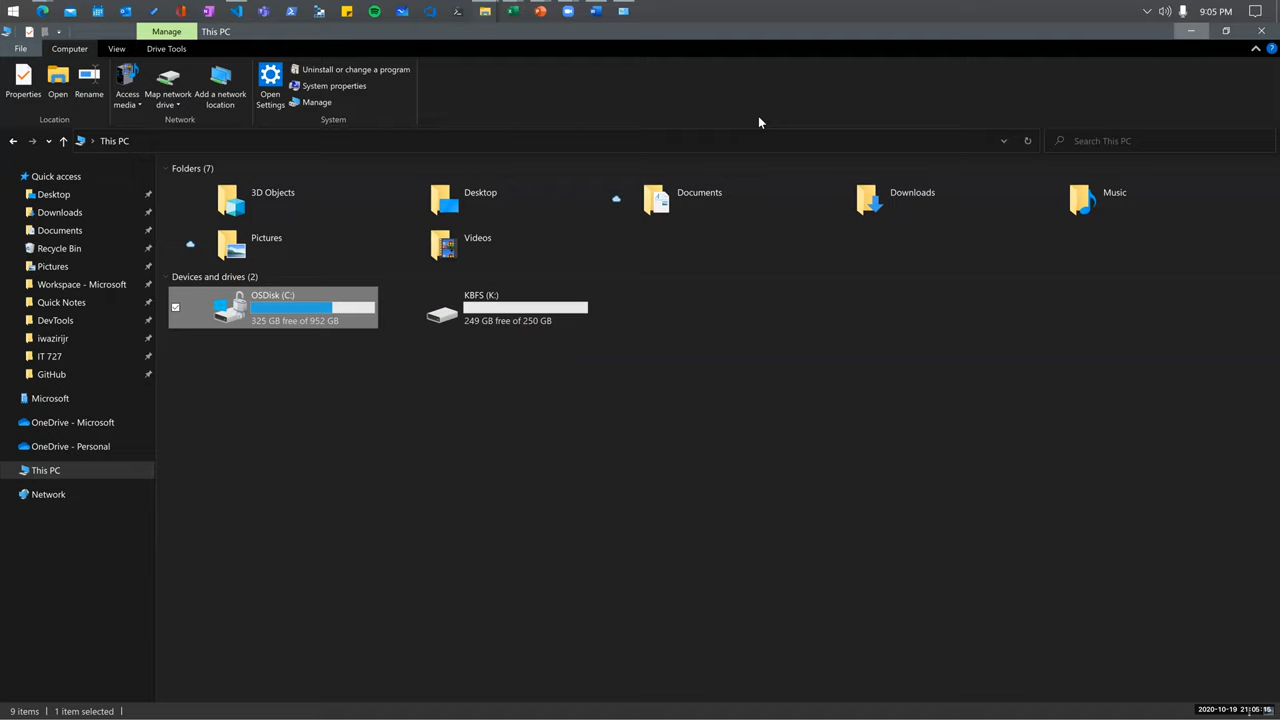 9:05 PM
Manage
This PC
File
Computer
View
Drive Tools
Properties
Open
Rename
Access media
Map network drive
Add a network location
Open Settings
Uninstall or change a program
System properties
Manage
Location
Network
System
This PC
Search This PC
Quick access
Desktop
Downloads
Documents
Recycle Bin
Pictures
Workspace - Microsoft
Quick Notes
DevTools
iwazirijr
IT 727
GitHub
Microsoft
OneDrive - Microsoft
OneDrive - Personal
This PC
Network
Folders (7)
3D Objects
Desktop
Documents
Downloads
Music
Pictures
Videos
Devices and drives (2)
OSDisk (C:)
325 GB free of 952 GB
KBFS (K:)
249 GB free of 250 GB
9 items
1 item selected
2020-10-19 21:05:15